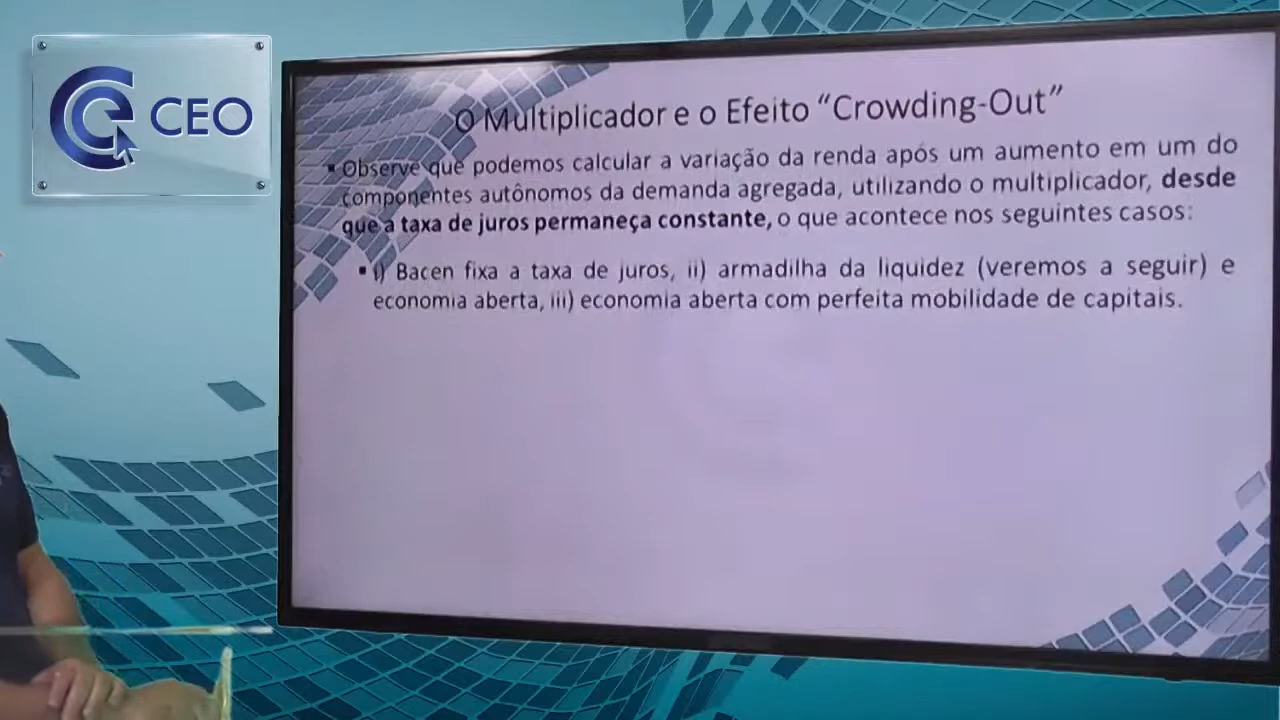 CEO
O Multiplicador e o Efeito “Crowding-Out”
Observe que podemos calcular a variação da renda após um aumento em um do
componentes autônomos da demanda agregada, utilizando o multiplicador, desde
que a taxa de juros permaneça constante, o que acontece nos seguintes casos:
i) Bacen fixa a taxa de juros, ii) armadilha da liquidez (veremos a seguir) e
economia aberta, iii) economia aberta com perfeita mobilidade de capitais.